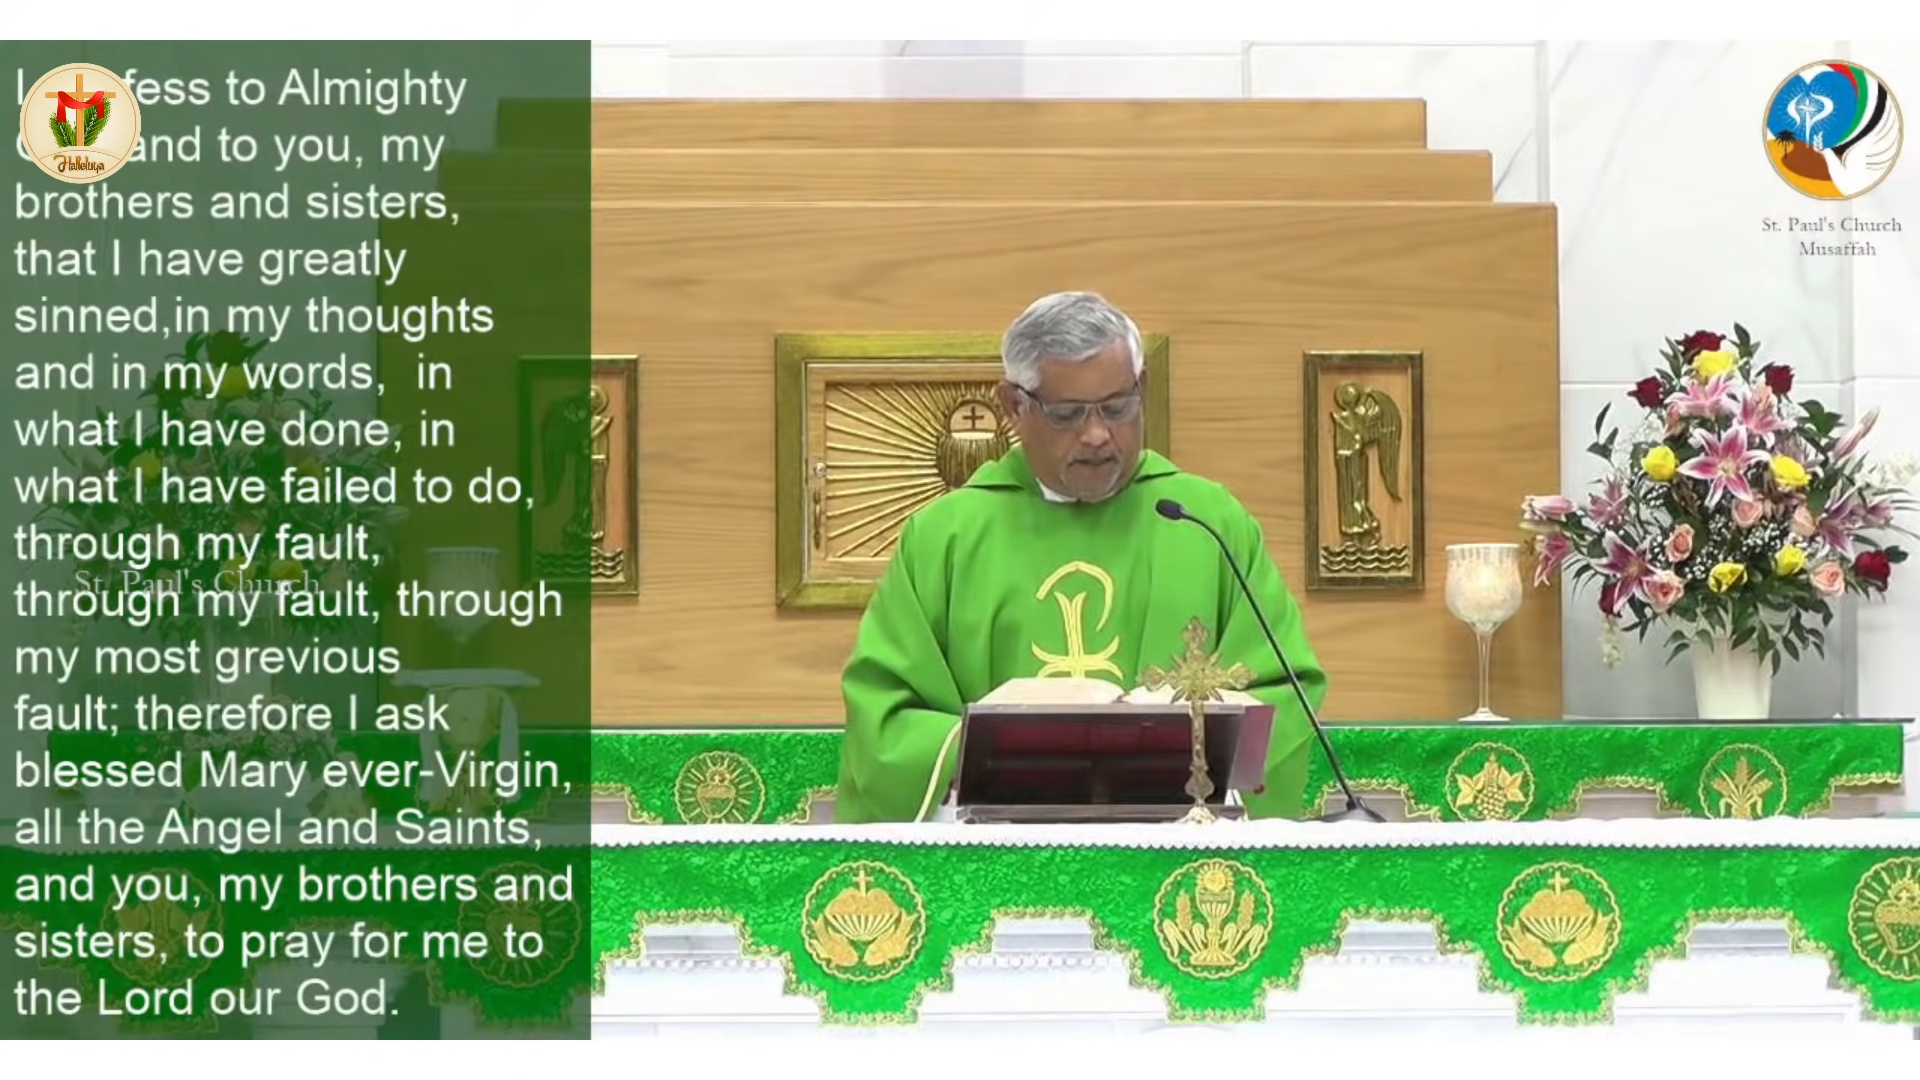 I fess to Almighty
and to you, my
brothers and sisters,
that I have greatly
sinned,in my thoughts
and in my words, in
what I have done, in
what I have failed to do,
through my fault,
through my fault, through
my most grevious
fault; therefore I ask
blessed Mary ever-Virgin,
all the Angel and Saints,
and you, my brothers and
sisters, to pray for me to
the Lord our God.
Halleluya
St. Paul's Church
St. Paul's Church
Musaffah